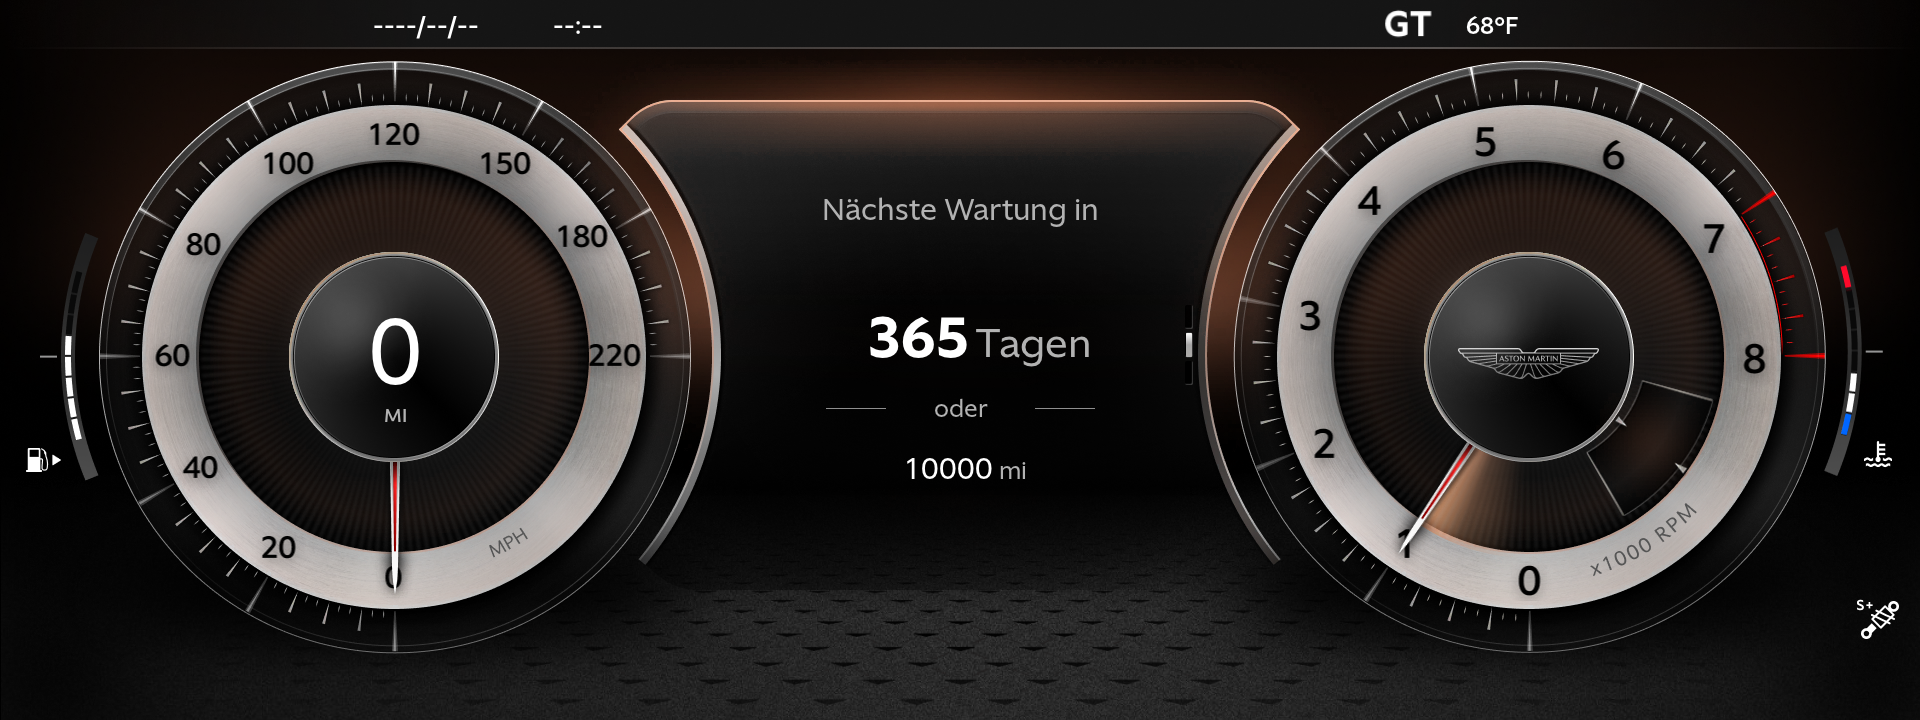 ----/--/-- --:-- GT 68°F
120
100 150
80 180
60 220
40
20
0
MPH
0
MI
Nächste Wartung in
365 Tagen
oder
10000 mi
5
4 6
3 7
2 8
1
0
x1000 RPM
ASTON MARTIN
S+